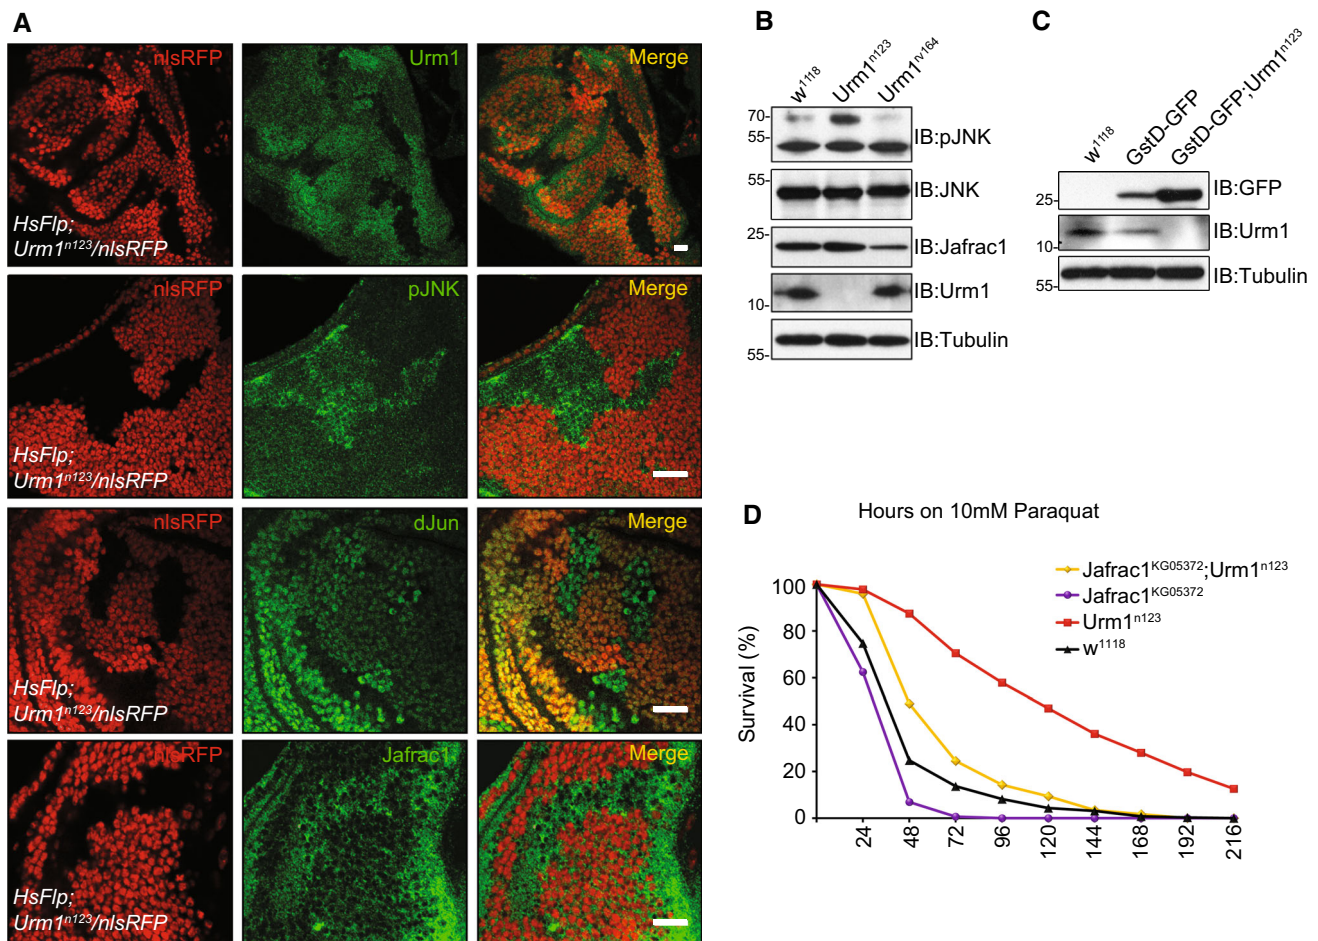 A
nlsRFP
Urm1
Merge
HsFlp;
Urm1n123/nlsRFP
nlsRFP
pJNK
Merge
HsFlp;
Urm1n123/nlsRFP
nlsRFP
dJun
Merge
HsFlp;
Urm1n123/nlsRFP
nlsRFP
Jafrac1
Merge
HsFlp;
Urm1n123/nlsRFP
B
w1118
Urm1n123
Urm1rv164
70-
55-
IB:pJNK
55-
IB:JNK
25-
IB:Jafrac1
10-
IB:Urm1
55-
IB:Tubulin
C
w1118
GstD-GFP
GstD-GFP;Urm1n123
25-
IB:GFP
10-
IB:Urm1
55-
IB:Tubulin
D
Hours on 10mM Paraquat
Jafrac1KG05372;Urm1n123
Jafrac1KG05372
Urm1n123
w1118
Survival (%)
100
80
60
40
20
0
24
48
72
96
120
144
168
192
216